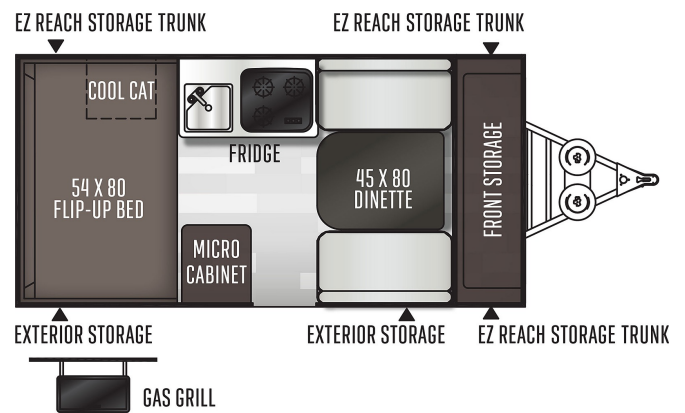 EZ REACH STORAGE TRUNK
EZ REACH STORAGE TRUNK
COOL CAT
FRIDGE
54 X 80
FLIP-UP BED
45 X 80
DINETTE
FRONT STORAGE
MICRO
CABINET
EXTERIOR STORAGE
EXTERIOR STORAGE
EZ REACH STORAGE TRUNK
GAS GRILL